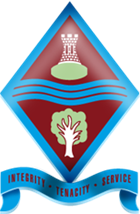 INTEGRITY • TENACITY • SERVICE